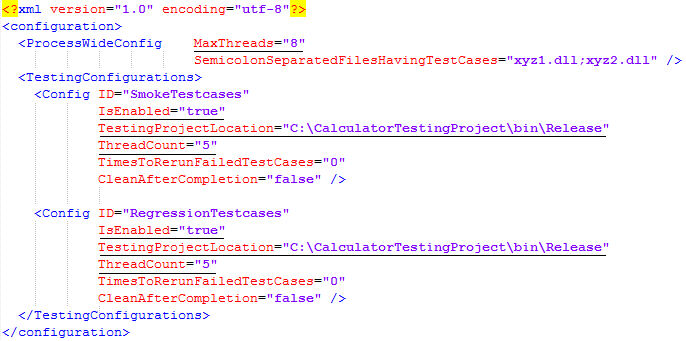 <?xml version="1.0" encoding="utf-8"?>
<configuration>
<ProcessWideConfig MaxThreads="8"
SemicolonSeparatedFilesHavingTestCases="xyz1.dll;xyz2.dll" />
<TestingConfigurations>
<Config ID="SmokeTestcases"
IsEnabled="true"
TestingProjectLocation="C:\CalculatorTestingProject\bin\Release"
ThreadCount="5"
TimesToRerunFailedTestCases="0"
CleanAfterCompletion="false" />
<Config ID="RegressionTestcases"
IsEnabled="true"
TestingProjectLocation="C:\CalculatorTestingProject\bin\Release"
ThreadCount="5"
TimesToRerunFailedTestCases="0"
CleanAfterCompletion="false" />
</TestingConfigurations>
</configuration>